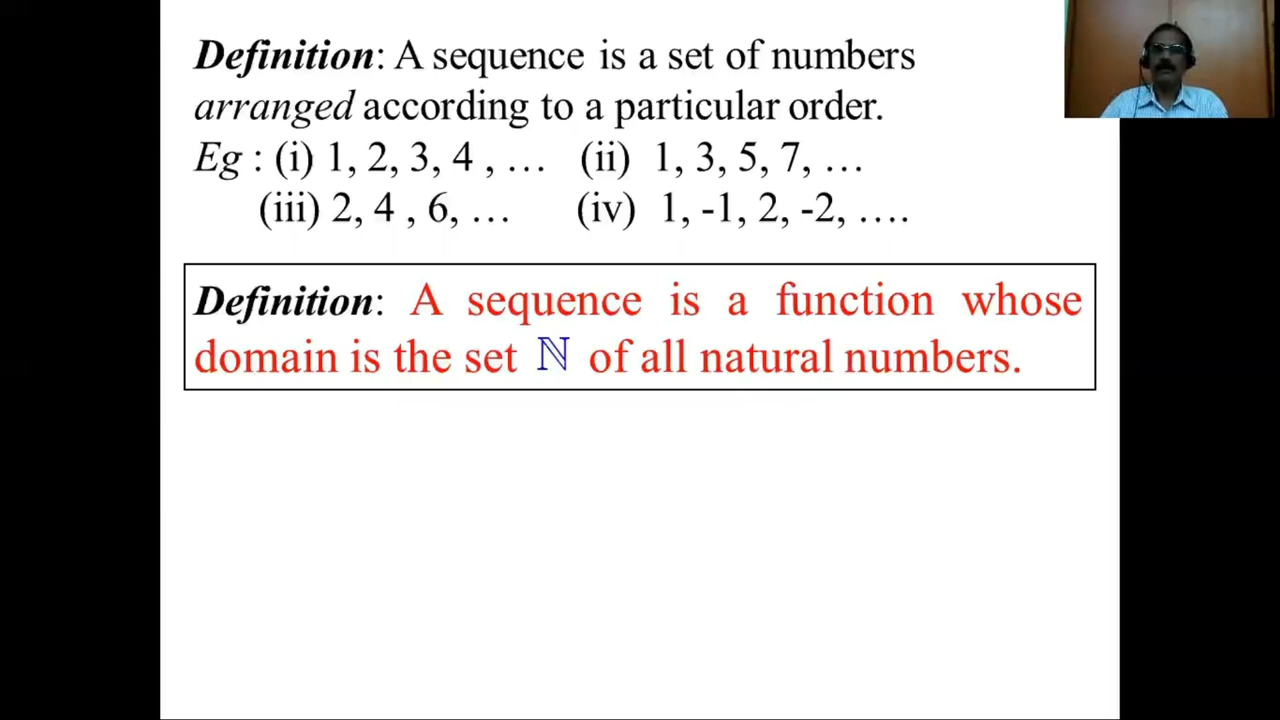 Definition: A sequence is a set of numbers
arranged according to a particular order.
Eg : (i) 1, 2, 3, 4 , … (ii) 1, 3, 5, 7, …
(iii) 2, 4 , 6, … (iv) 1, -1, 2, -2, ….
Definition: A sequence is a function whose
domain is the set ℕ of all natural numbers.